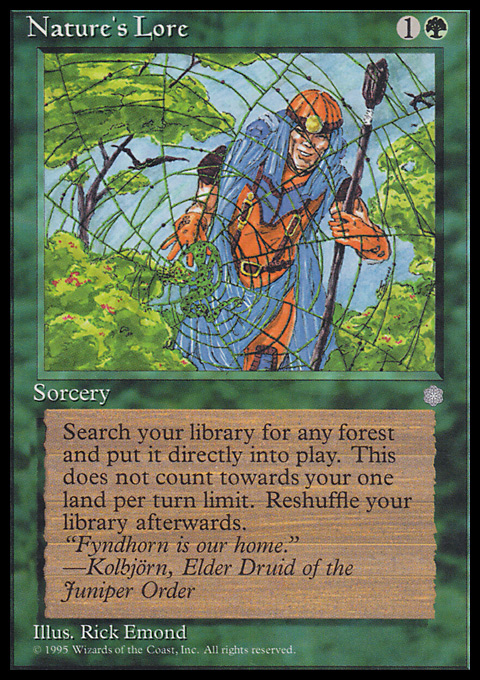 Nature's Lore
1
Sorcery
Search your library for any forest
and put it directly into play. This
does not count towards your one
land per turn limit. Reshuffle your
library afterwards.
"Fyndhorn is our home."
—Kolbjörn, Elder Druid of the
Juniper Order
Illus. Rick Emond
© 1995 Wizards of the Coast, Inc. All rights reserved.